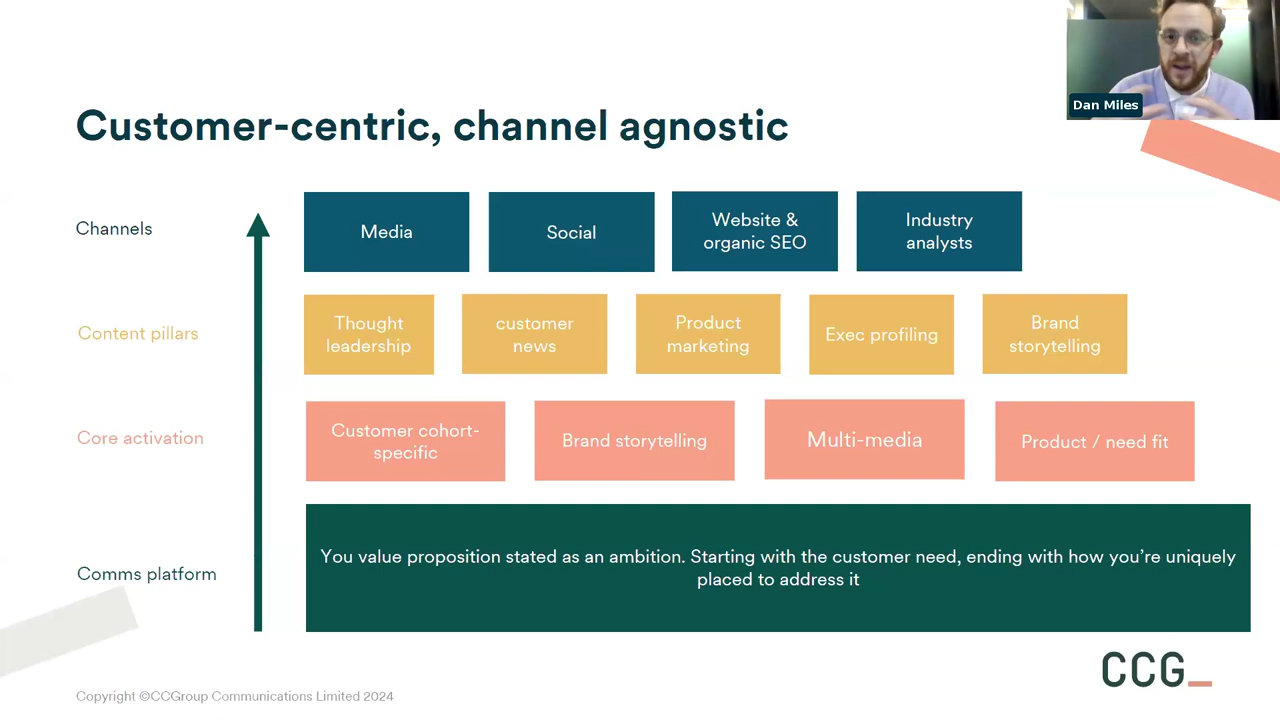 Dan Miles
Customer-centric, channel agnostic
Channels
Media
Social
Website &
organic SEO
Industry
analysts
Content pillars
Thought
leadership
customer
news
Product
marketing
Exec profiling
Brand
storytelling
Core activation
Customer cohort-
specific
Brand storytelling
Multi-media
Product / need fit
Comms platform
You value proposition stated as an ambition. Starting with the customer need, ending with how you’re uniquely
placed to address it
CCG_
Copyright ©CCGroup Communications Limited 2024